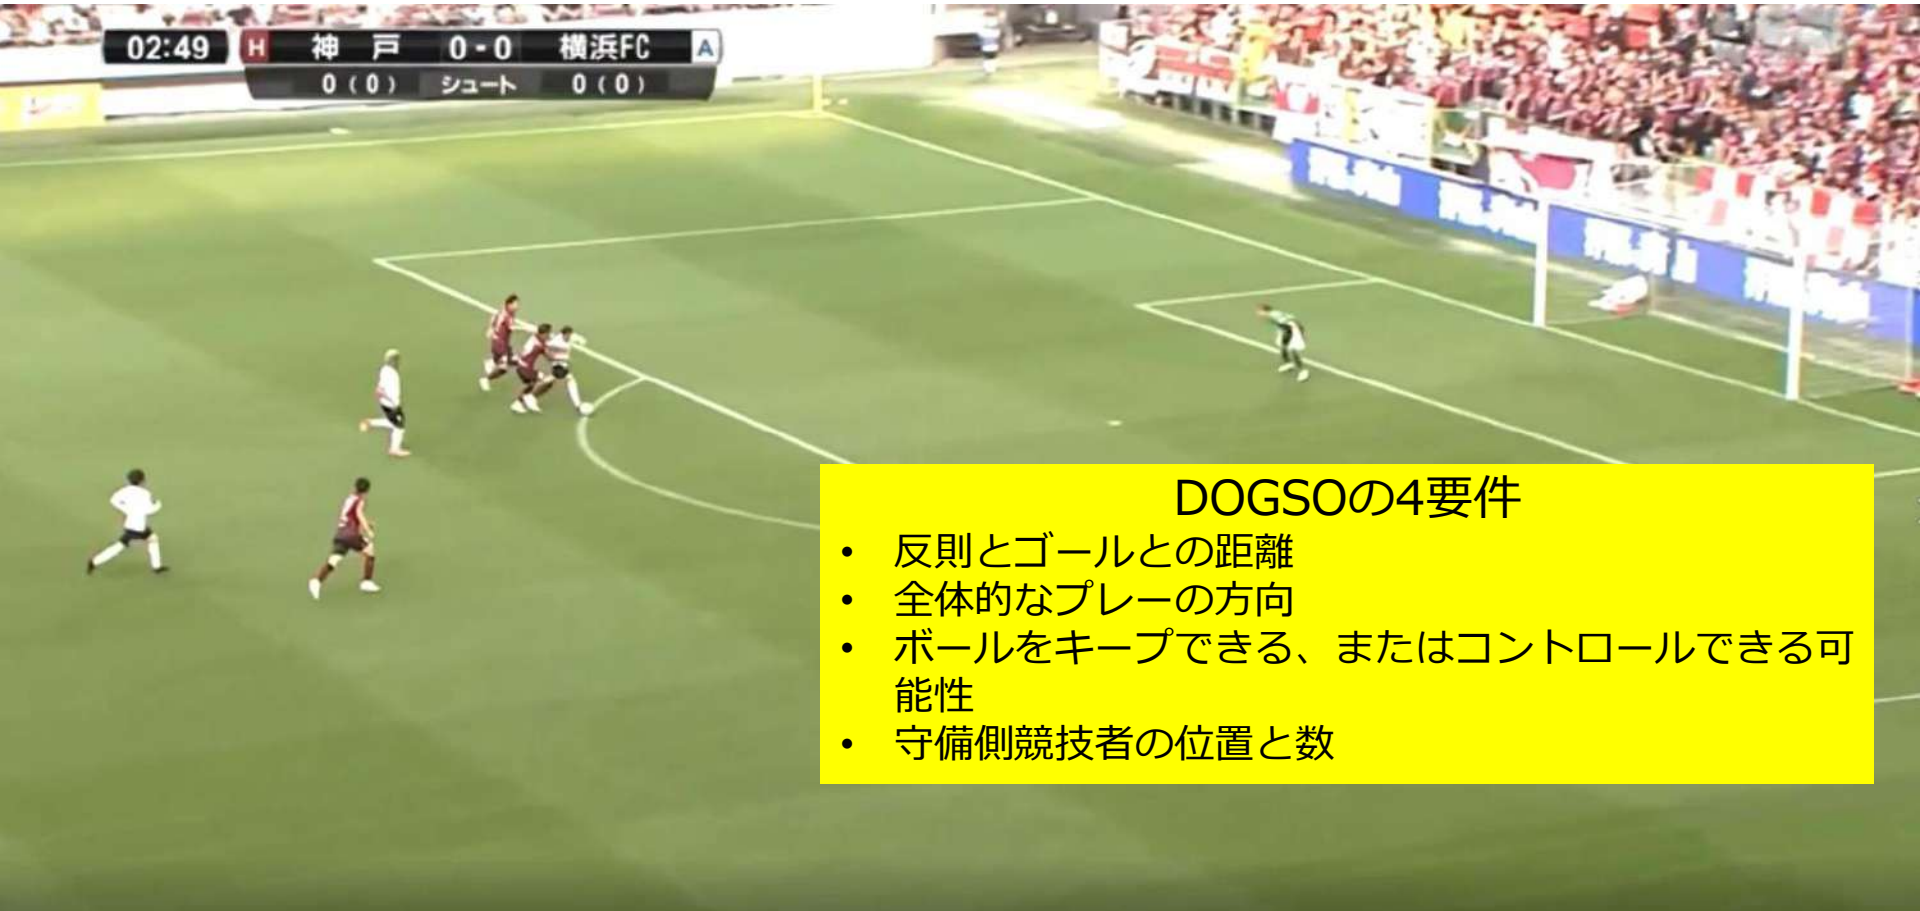 02:49 H 神戸 0-0 横浜FC A
0(0) シュート 0(0)
DOGSOの4要件
• 反則とゴールとの距離
• 全体的なプレーの方向
• ボールをキープできる、またはコントロールできる可
能性
• 守備側競技者の位置と数